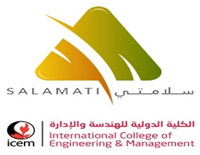 SALAMATI سلامتي
الكلية الدولية للهندسة والإدارة
icem
International College of
Engineering & Management